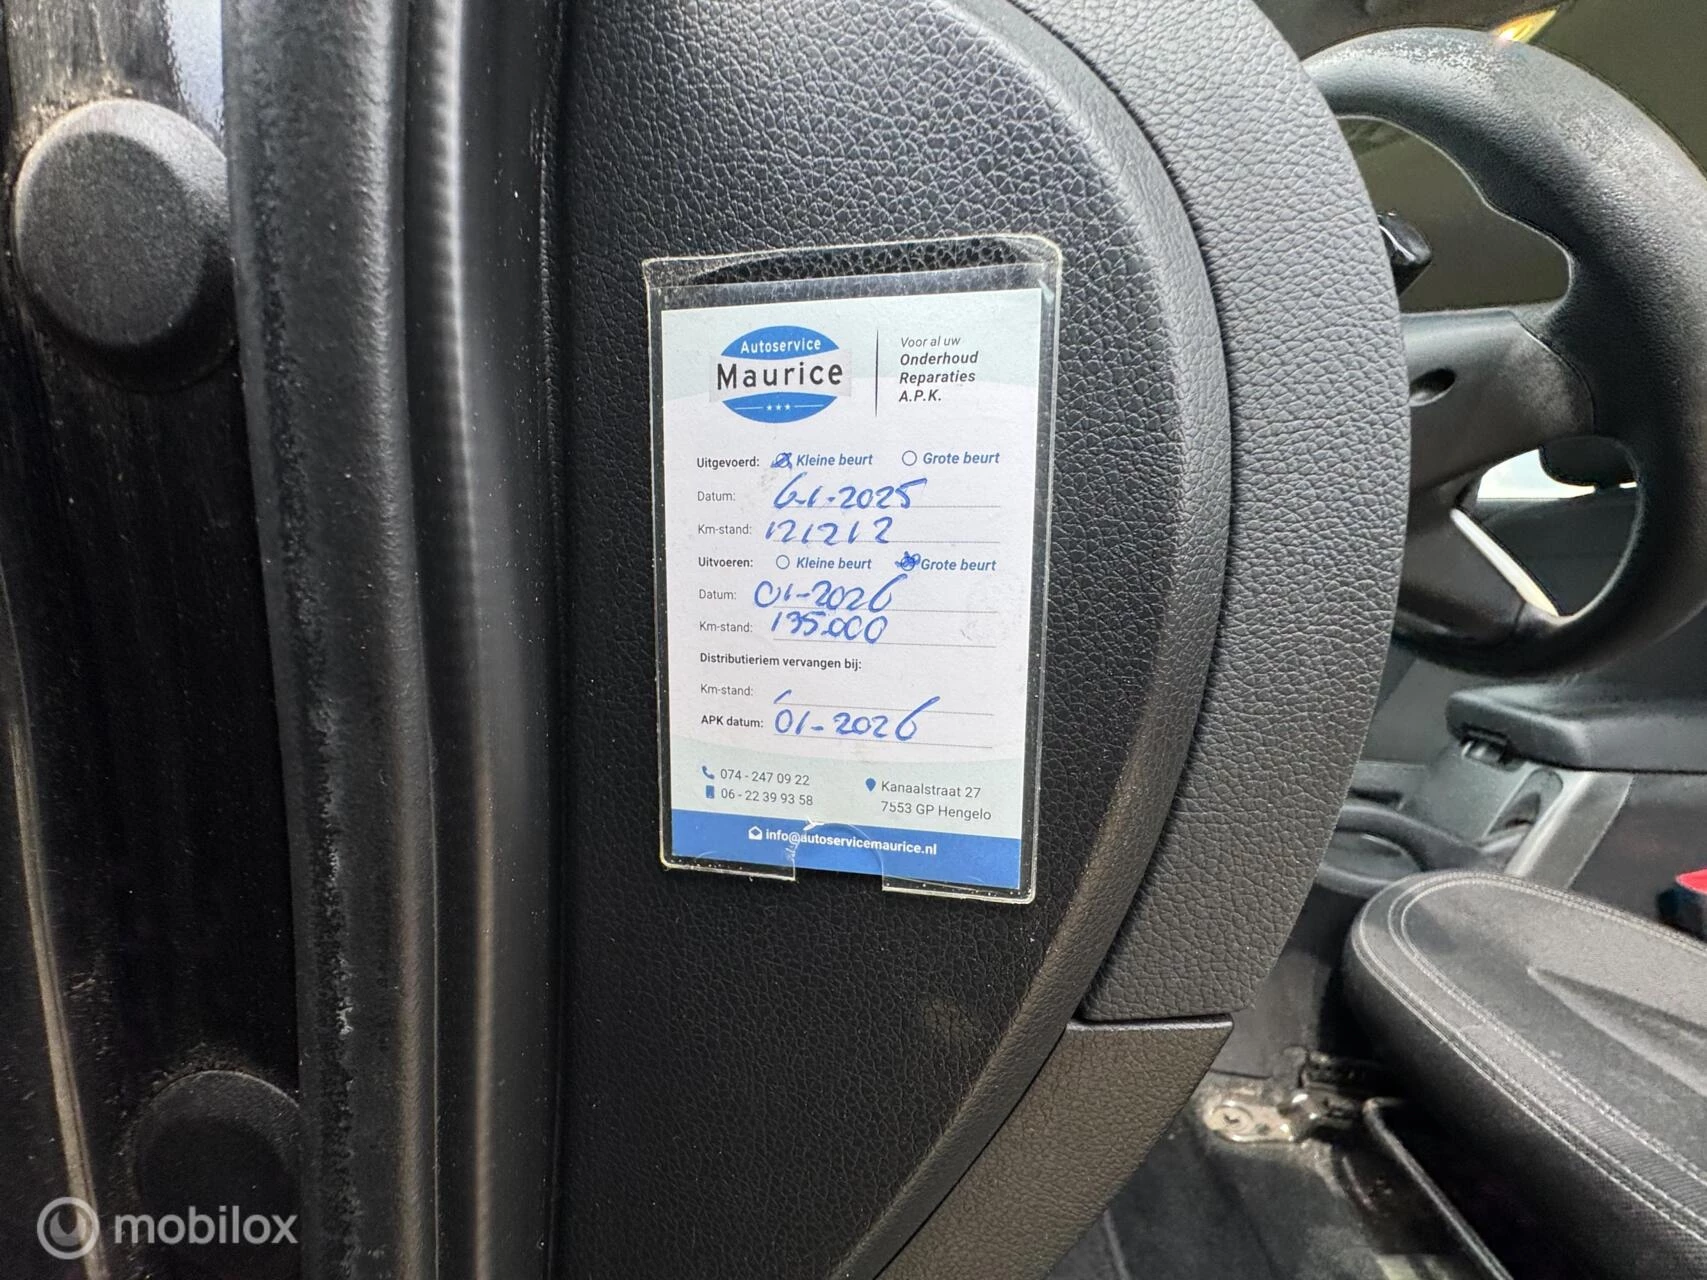 Autoservice
Maurice
Voor al uw
Onderhoud
Reparaties
A.P.K.
Uitgevoerd: Kleine beurt Grote beurt
Datum: 6-1-2025
Km-stand: 121212
Uitvoeren: Kleine beurt Grote beurt
Datum: 01-2026
Km-stand: 135.000
Distributieriem vervangen bij:
Km-stand:
APK datum: 01-2026
074 - 247 09 22
06 - 22 39 93 58
Kanaalstraat 27
7553 GP Hengelo
info@autoservicemaurice.nl
mobilox